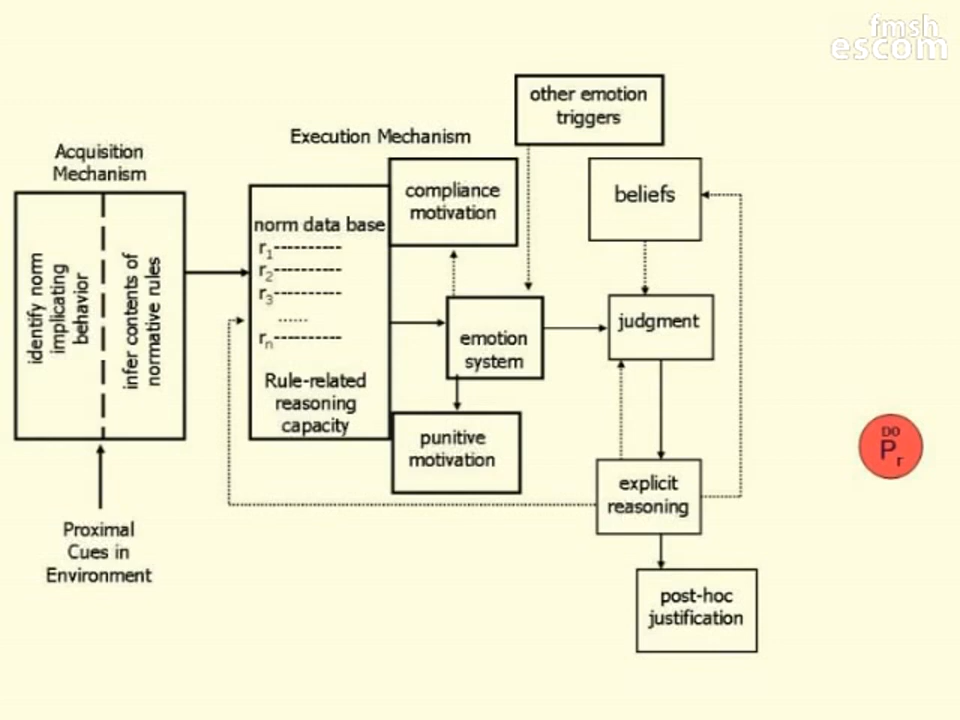 fmsh
escom
other emotion
triggers
Execution Mechanism
Acquisition
Mechanism
compliance
motivation
beliefs
norm data base
r1-----------
r2-----------
r3-----------
......
rn-----------
identify norm
implicating
behavior
infer contents of
normative rules
judgment
emotion
system
Rule-related
reasoning
capacity
punitive
motivation
DO
Pr
explicit
reasoning
Proximal
Cues in
Environment
post-hoc
justification